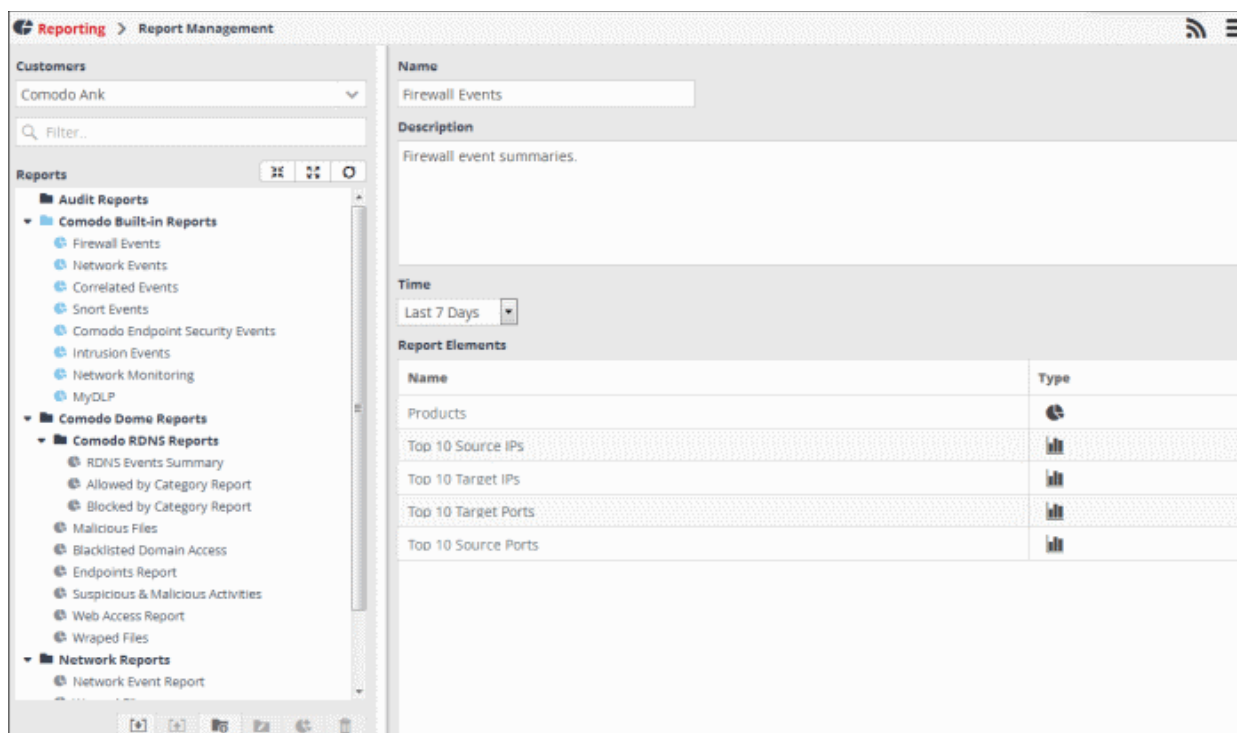 Reporting > Report Management
Customers
Comodo Ank
Filter..
Reports
Audit Reports
Comodo Built-in Reports
Firewall Events
Network Events
Correlated Events
Snort Events
Comodo Endpoint Security Events
Intrusion Events
Network Monitoring
MyDLP
Comodo Dome Reports
Comodo RDNS Reports
RDNS Events Summary
Allowed by Category Report
Blocked by Category Report
Malicious Files
Blacklisted Domain Access
Endpoints Report
Suspicious & Malicious Activities
Web Access Report
Wraped Files
Network Reports
Network Event Report
Name
Firewall Events
Description
Firewall event summaries.
Time
Last 7 Days
Report Elements
Name Type
Products
Top 10 Source IPs
Top 10 Target IPs
Top 10 Target Ports
Top 10 Source Ports